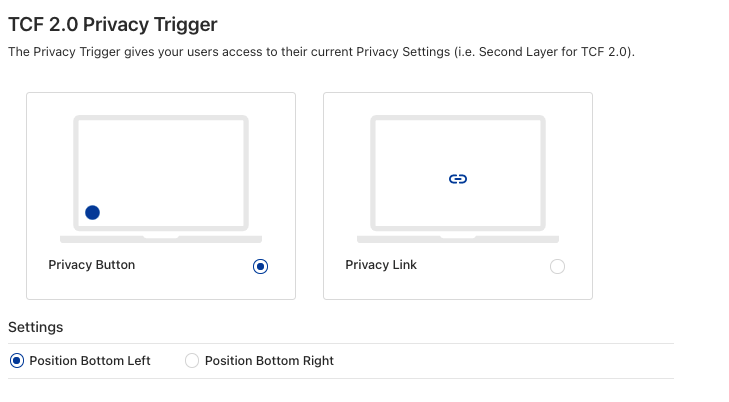 TCF 2.0 Privacy Trigger
The Privacy Trigger gives your users access to their current Privacy Settings (i.e. Second Layer for TCF 2.0).
Privacy Button
Privacy Link
Settings
Position Bottom Left
Position Bottom Right